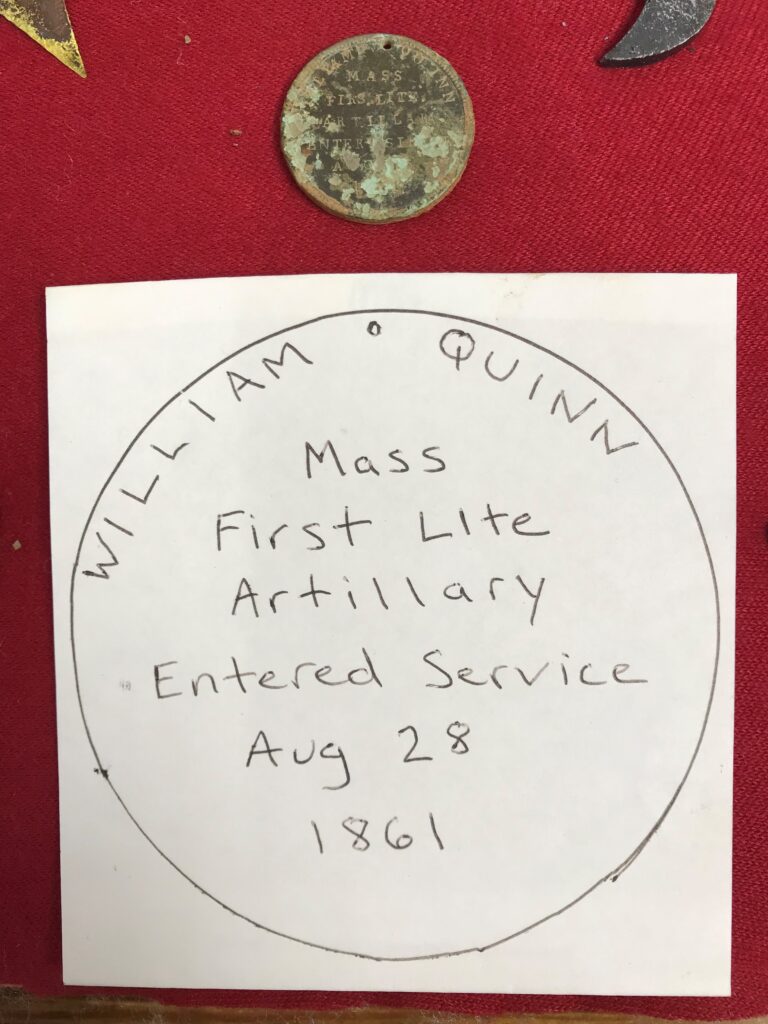 MASS
WILLIAM QUINN
Mass
First LIte
Artillary
Entered Service
Aug 28
1861